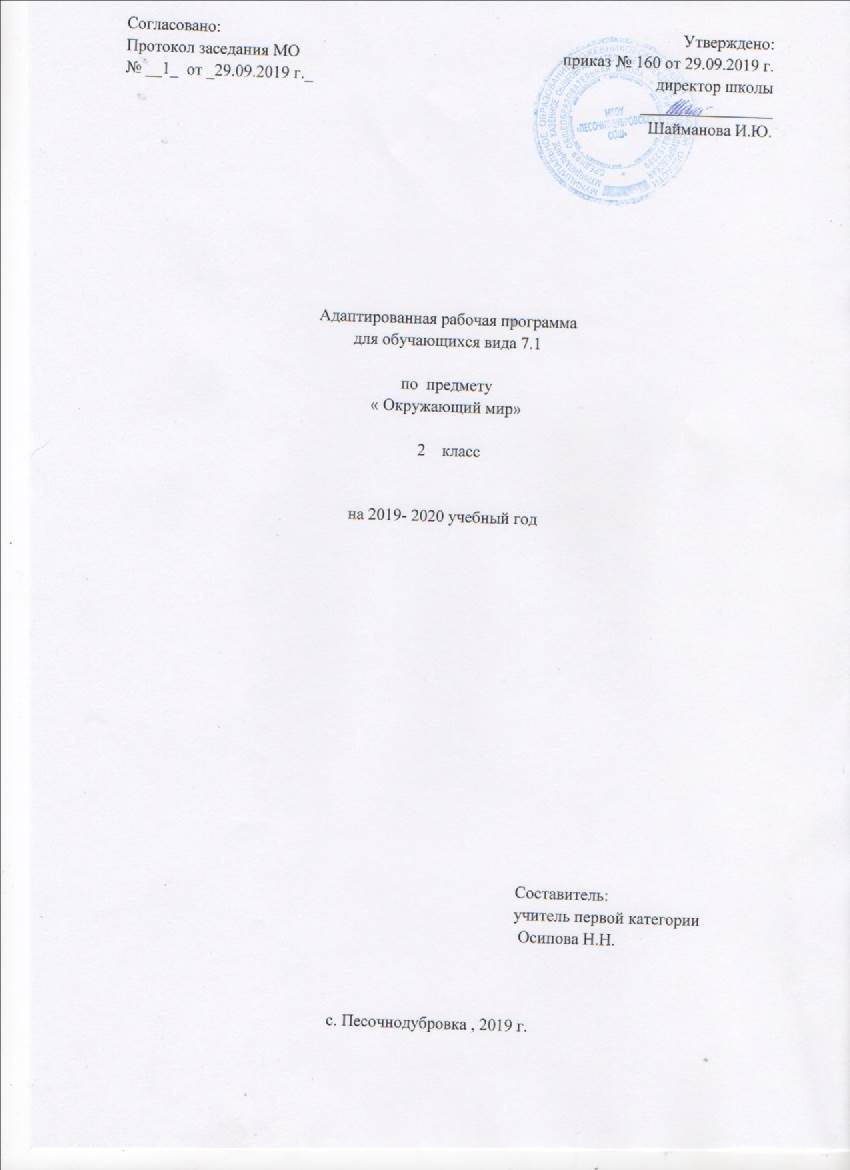 Согласовано:
Протокол заседания МО
№ __1_ от _29.09.2019 г._
Утверждено:
приказ № 160 от 29.09.2019 г.
директор школы
Шайманова И.Ю.
Адаптированная рабочая программа
для обучающихся вида 7.1
по предмету
« Окружающий мир»
2 класс
на 2019- 2020 учебный год
Составитель:
учитель первой категории
Осипова Н.Н.
с. Песочнодубровка , 2019 г.